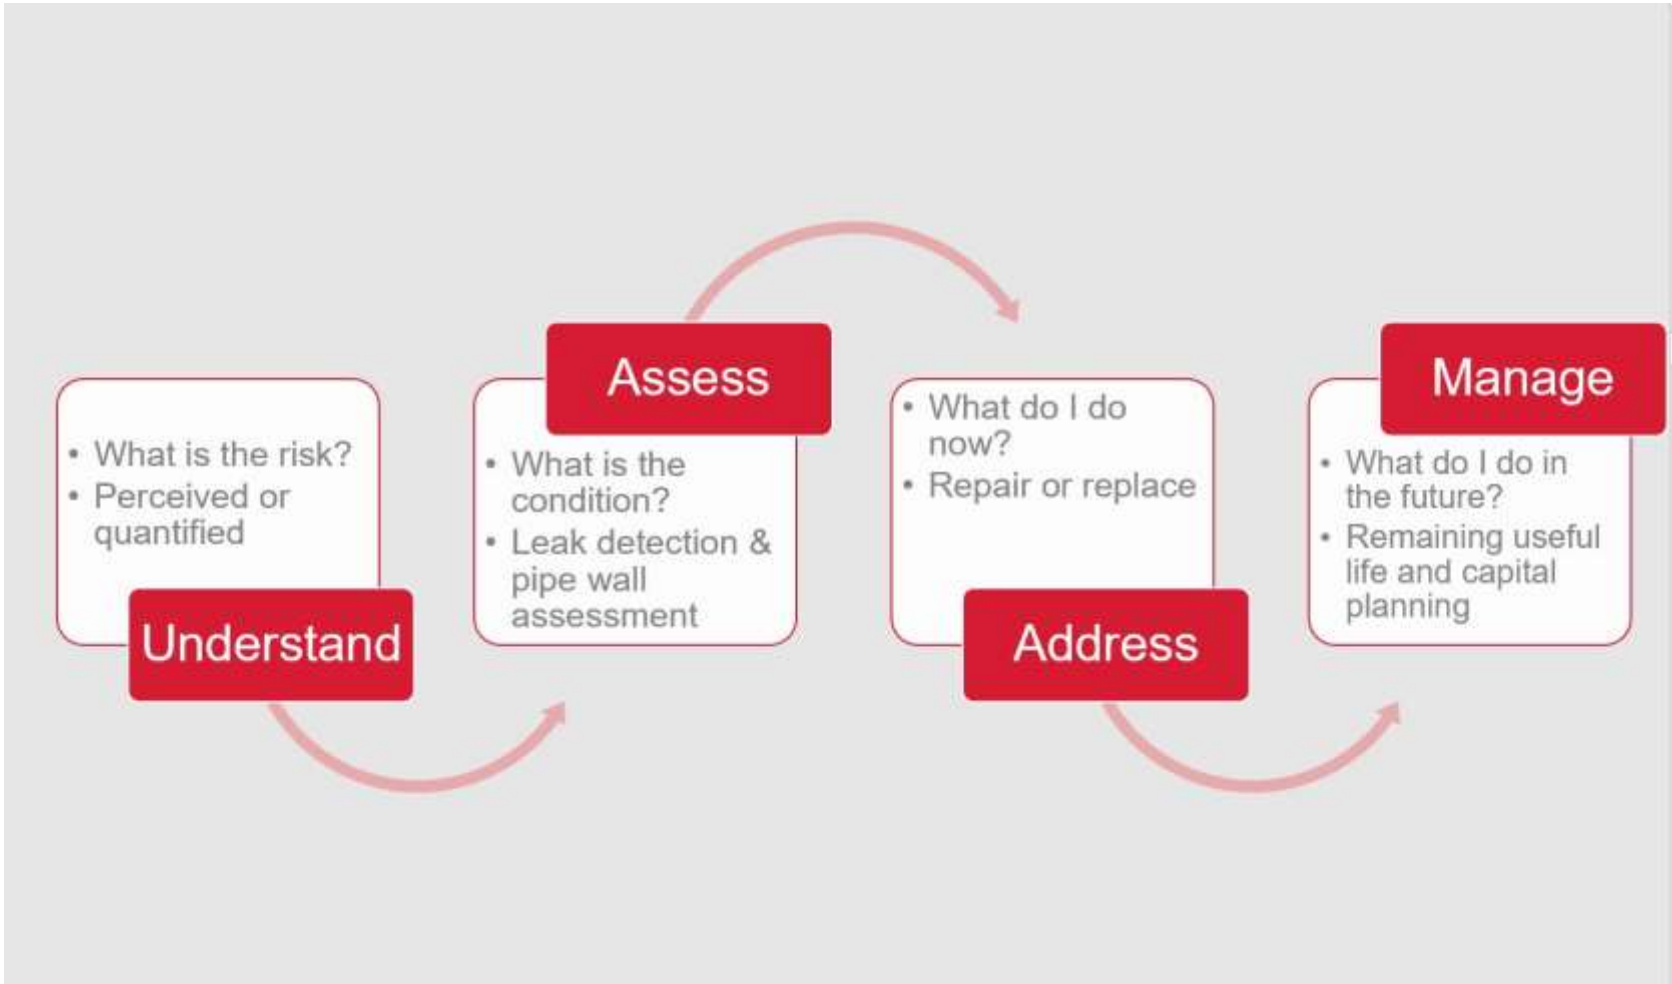 • What is the risk?
• Perceived or
quantified
Understand
Assess
• What is the
condition?
• Leak detection &
pipe wall
assessment
• What do I do
now?
• Repair or replace
Address
Manage
• What do I do in
the future?
• Remaining useful
life and capital
planning